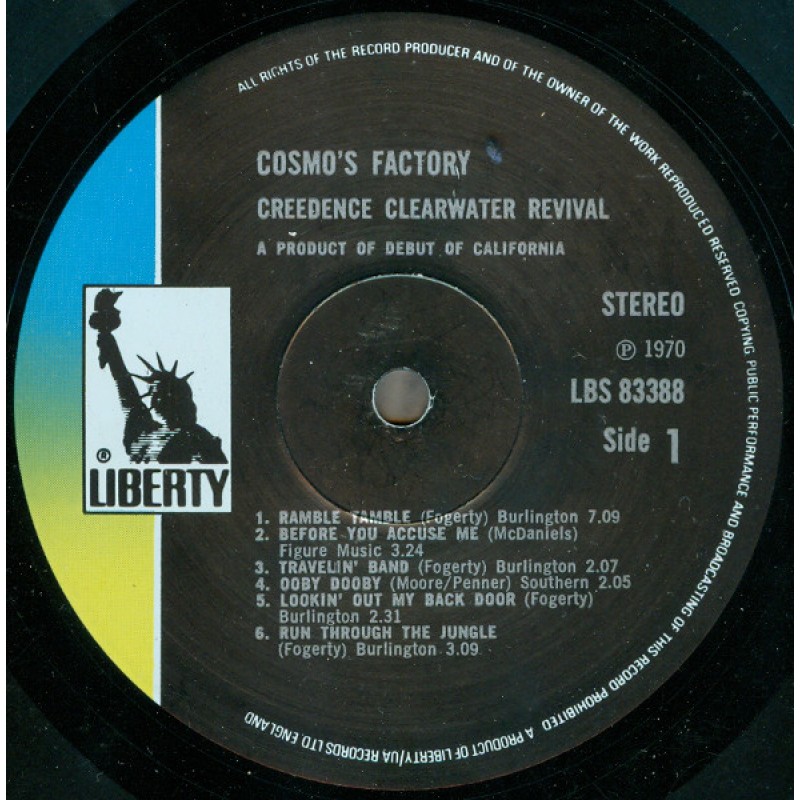 ALL RIGHTS OF THE RECORD PRODUCER AND OF THE OWNER OF THE WORK REPRODUCED RESERVED COPYING PUBLIC PERFORMANCE AND BROADCASTING OF THIS RECORD PROHIBITED A PRODUCT OF LIBERTY/UA RECORDS LTD. ENGLAND
COSMO'S FACTORY
CREEDENCE CLEARWATER REVIVAL
A PRODUCT OF DEBUT OF CALIFORNIA
STEREO
℗ 1970
LBS 83388
Side 1
®
LIBERTY
1. RAMBLE TAMBLE (Fogerty) Burlington 7.09
2. BEFORE YOU ACCUSE ME (McDaniels)
Figure Music 3.24
3. TRAVELIN' BAND (Fogerty) Burlington 2.07
4. OOBY DOOBY (Moore/Penner) Southern 2.05
5. LOOKIN' OUT MY BACK DOOR (Fogerty)
Burlington 2.31
6. RUN THROUGH THE JUNGLE
(Fogerty) Burlington 3.09